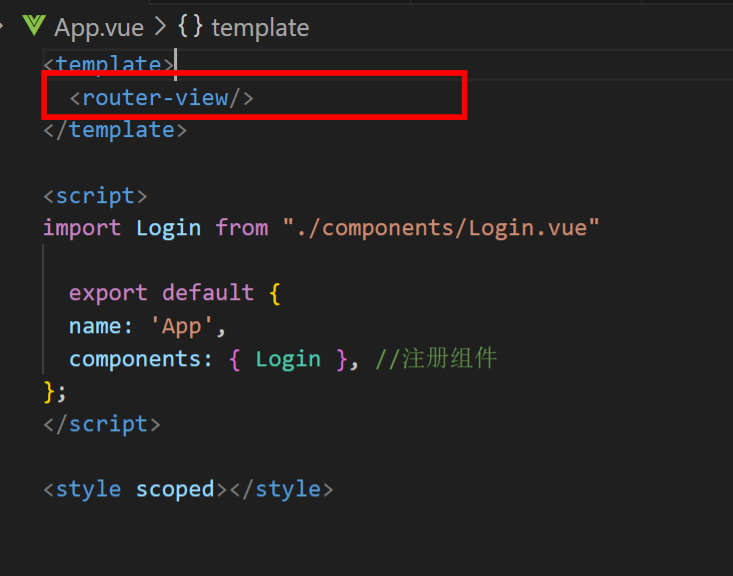 App.vue > {} template
<template>
  <router-view/>
</template>

<script>
import Login from "./components/Login.vue"

  export default {
  name: 'App',
  components: { Login }, //注册组件
};
</script>

<style scoped></style>